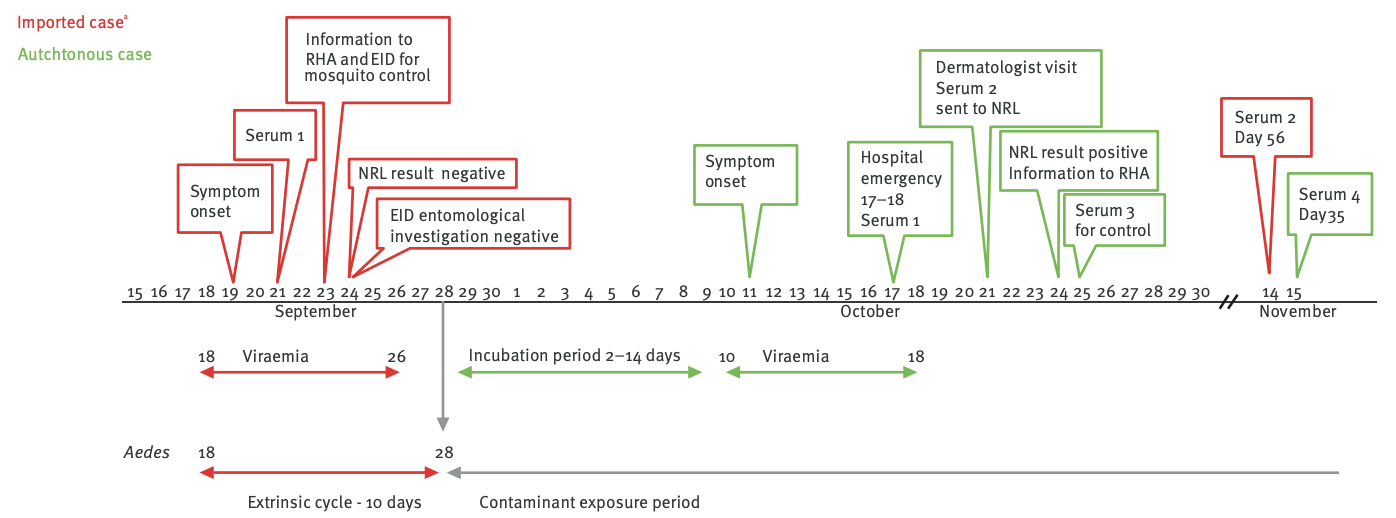 Imported caseª
Autchtonous case
Information to
RHA and EID for
mosquito control
Serum 1
Symptom
onset
NRL result negative
EID entomological
investigation negative
Symptom
onset
Hospital
emergency
17–18
Serum 1
Dermatologist visit
Serum 2
sent to NRL
NRL result positive
Information to RHA
Serum 3
for control
Serum 2
Day 56
Serum 4
Day35
15 16 17 18 19 20 21 22 23 24 25 26 27 28 29 30 1 2 3 4 5 6 7 8 9 10 11 12 13 14 15 16 17 18 19 20 21 22 23 24 25 26 27 28 29 30 14 15
September October November
18 Viraemia 26 Incubation period 2–14 days 10 Viraemia 18
Aedes 18 28
Extrinsic cycle - 10 days Contaminant exposure period